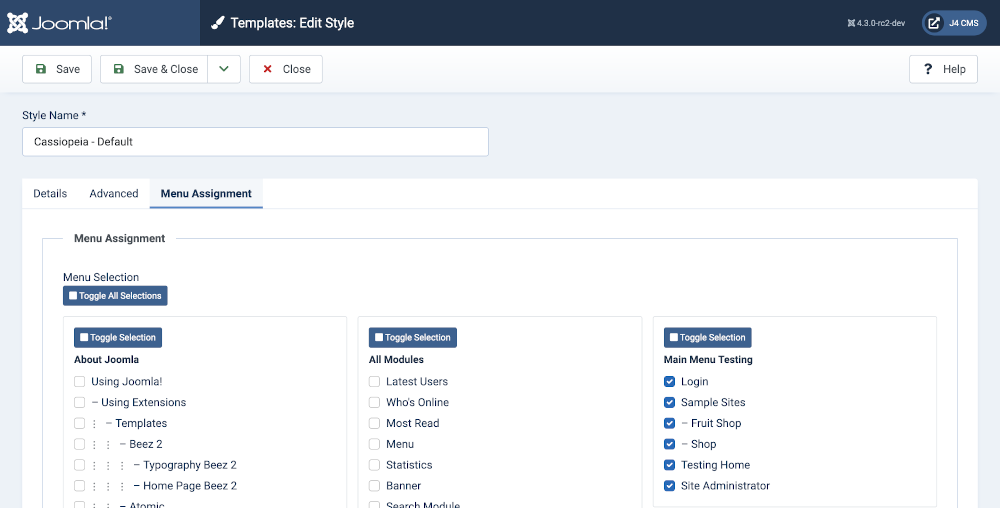 Joomla!®
Templates: Edit Style
4.3.0-rc2-dev
J4 CMS
Save
Save & Close
Close
? Help
Style Name *
Cassiopeia - Default
Details
Advanced
Menu Assignment
Menu Assignment
Menu Selection
Toggle All Selections
Toggle Selection
About Joomla
Using Joomla!
– Using Extensions
⋮ – Templates
⋮ ⋮ – Beez 2
⋮ ⋮ ⋮ – Typography Beez 2
⋮ ⋮ ⋮ – Home Page Beez 2
⋮ ⋮ – Atomic
Toggle Selection
All Modules
Latest Users
Who's Online
Most Read
Menu
Statistics
Banner
Search Module
Toggle Selection
Main Menu Testing
Login
Sample Sites
– Fruit Shop
– Shop
Testing Home
Site Administrator